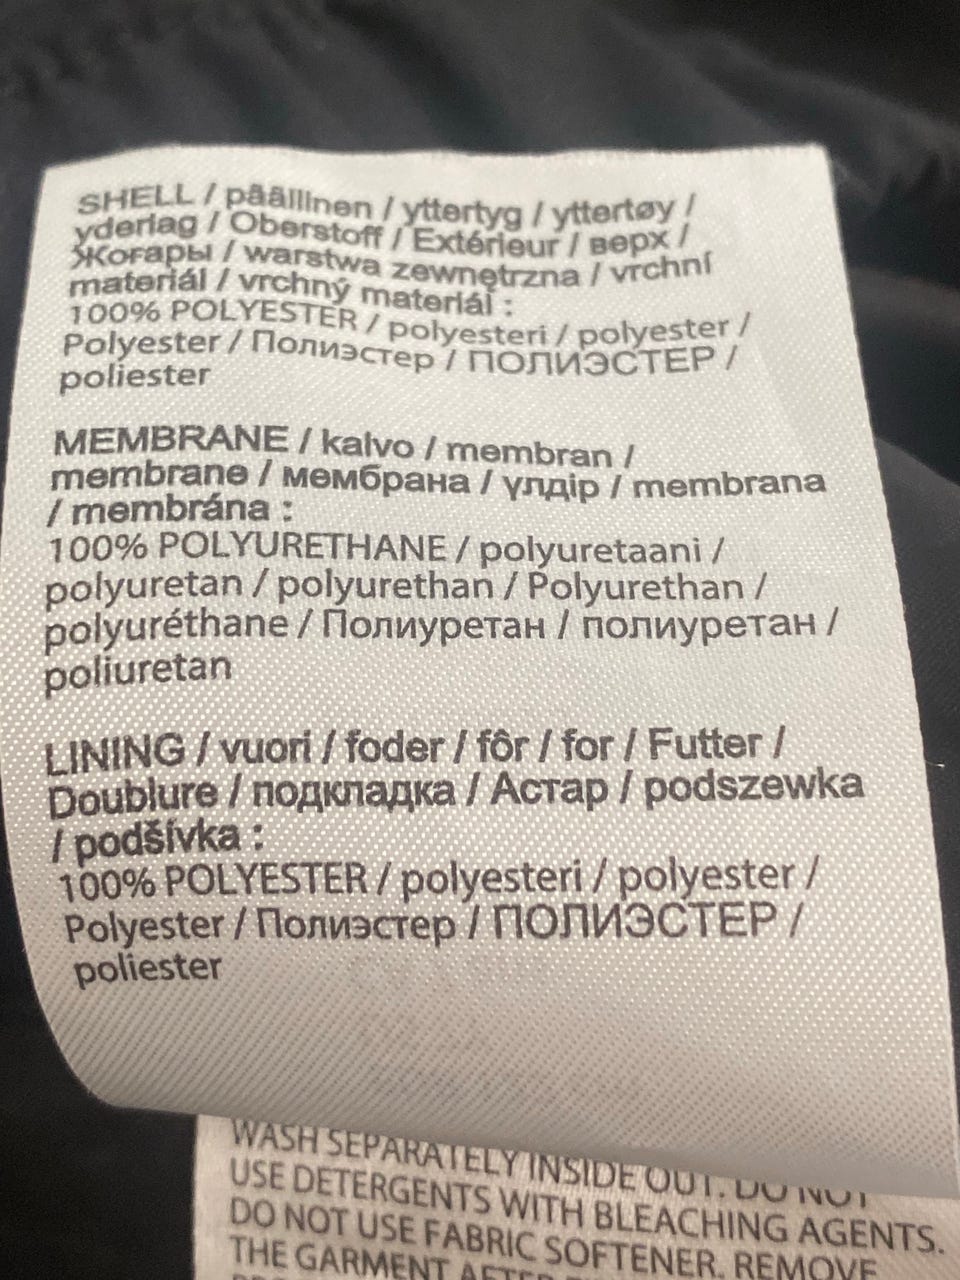 SHELL / päällinen / yttertyg / yttertøy /
yderlag / Oberstoff / Extérieur / верх /
Жоғары / warstwa zewnętrzna / vrchní
materiál / vrchný materiál :
100% POLYESTER / polyesteri / polyester /
Polyester / Полиэстер / ПОЛИЭСТЕР /
poliester
MEMBRANE / kalvo / membran /
membrane / мембрана / үлдір / membrana
/ membrána :
100% POLYURETHANE / polyuretaani /
polyuretan / polyurethan / Polyurethan /
polyuréthane / Полиуретан / полиуретан /
poliuretan
LINING / vuori / foder / fôr / for / Futter /
Doublure / подкладка / Астар / podszewka
/ podšívka :
100% POLYESTER / polyesteri / polyester /
Polyester / Полиэстер / ПОЛИЭСТЕР /
poliester
WASH SEPARATELY INSIDE OUT. DO NOT
USE DETERGENTS WITH BLEACHING AGENTS.
DO NOT USE FABRIC SOFTENER. REMOVE
THE GARMENT AFTER